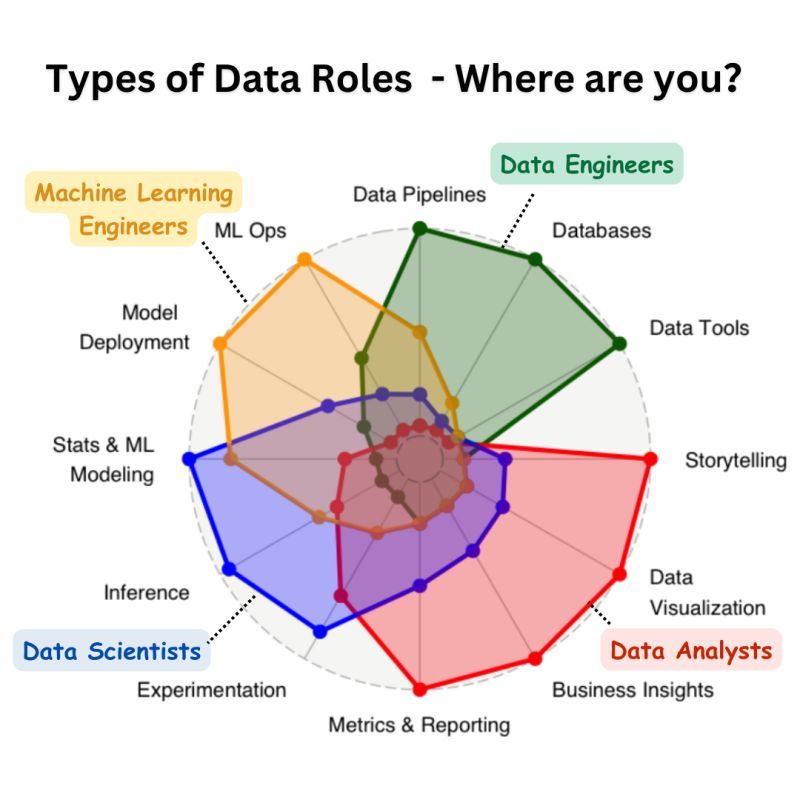 Types of Data Roles - Where are you?
Data Engineers
Machine Learning
Engineers
Data Pipelines
ML Ops
Databases
Model
Deployment
Data Tools
Stats & ML
Modeling
Storytelling
Inference
Data
Visualization
Data Scientists
Data Analysts
Experimentation
Business Insights
Metrics & Reporting